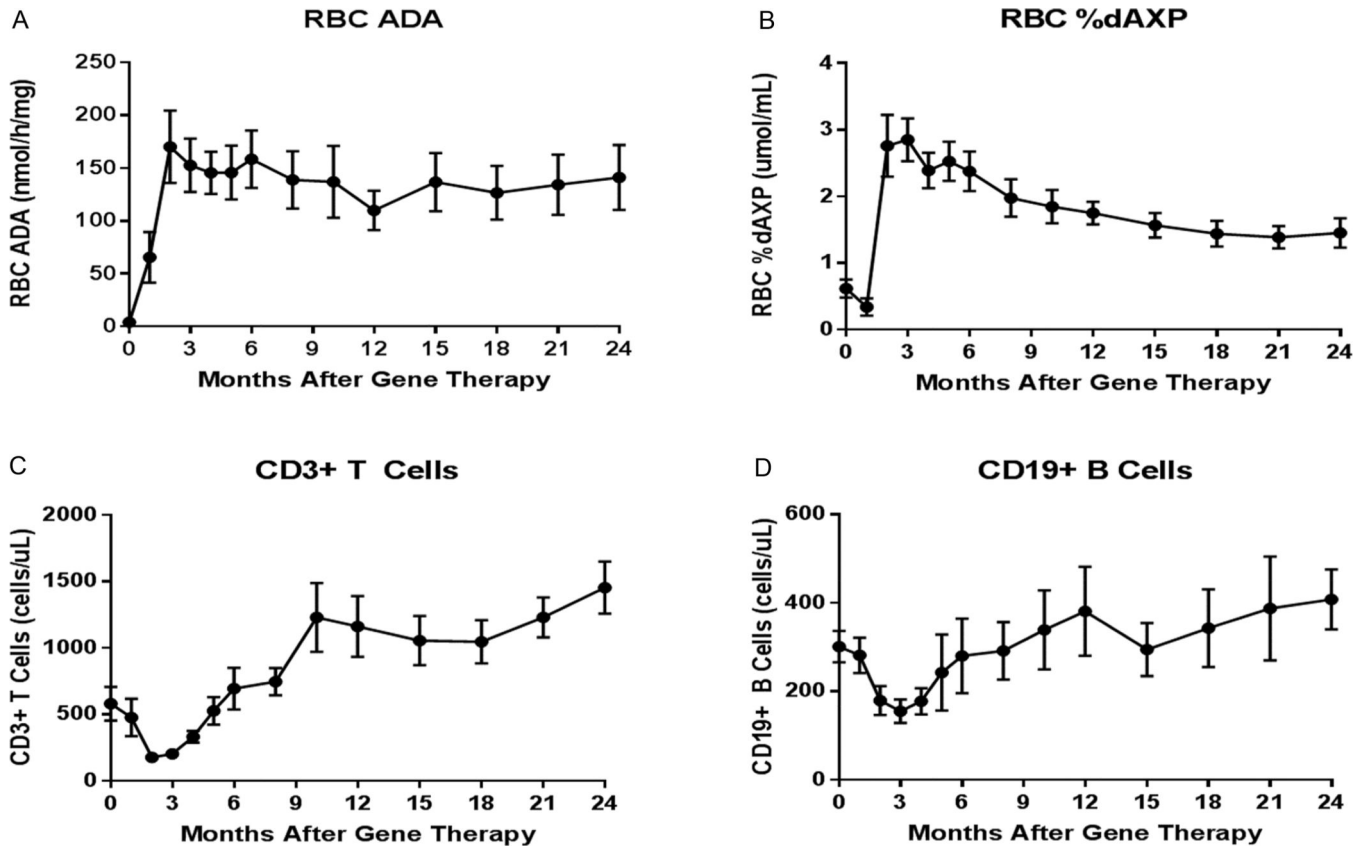 A
RBC ADA
RBC ADA (nmol/h/mg)
250
200
150
100
50
0
0 3 6 9 12 15 18 21 24
Months After Gene Therapy
B
RBC %dAXP
RBC %dAXP (umol/mL)
4
3
2
1
0
0 3 6 9 12 15 18 21 24
Months After Gene Therapy
C
CD3+ T Cells
CD3+ T Cells (cells/uL)
2000
1500
1000
500
0
0 3 6 9 12 15 18 21 24
Months After Gene Therapy
D
CD19+ B Cells
CD19+ B Cells (cells/uL)
600
400
200
0
0 3 6 9 12 15 18 21 24
Months After Gene Therapy